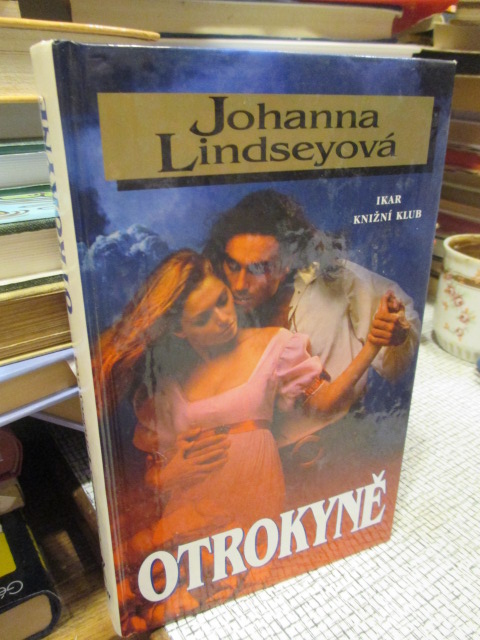 Johanna
Lindseyová
IKAR
KNIŽNÍ KLUB
OTROKYNĚ